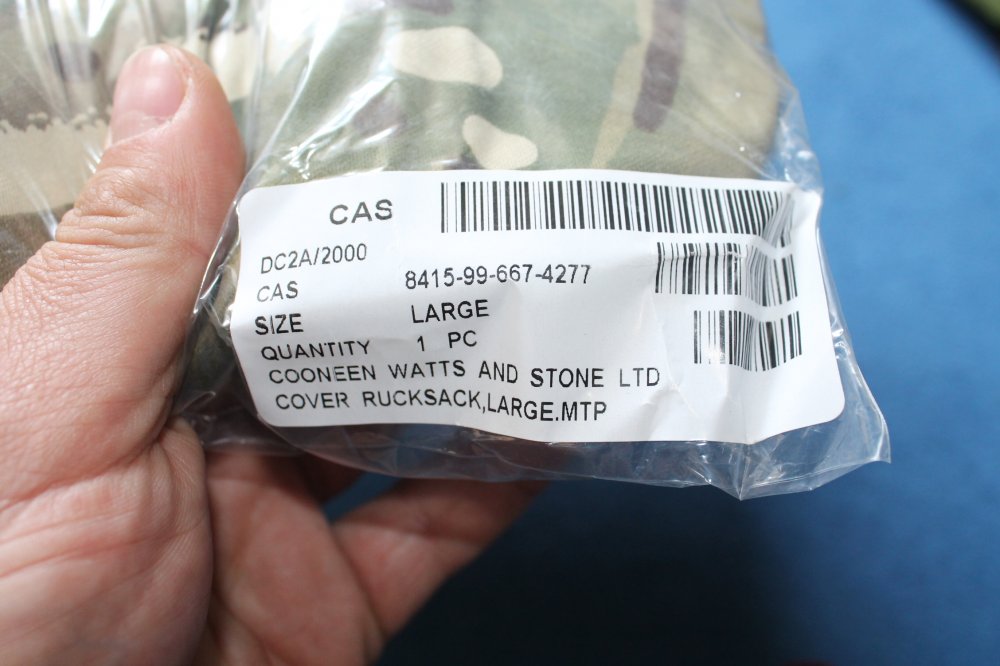 CAS
DC2A/2000
CAS 8415-99-667-4277
SIZE LARGE
QUANTITY 1 PC
COONEEN WATTS AND STONE LTD
COVER RUCKSACK,LARGE.MTP